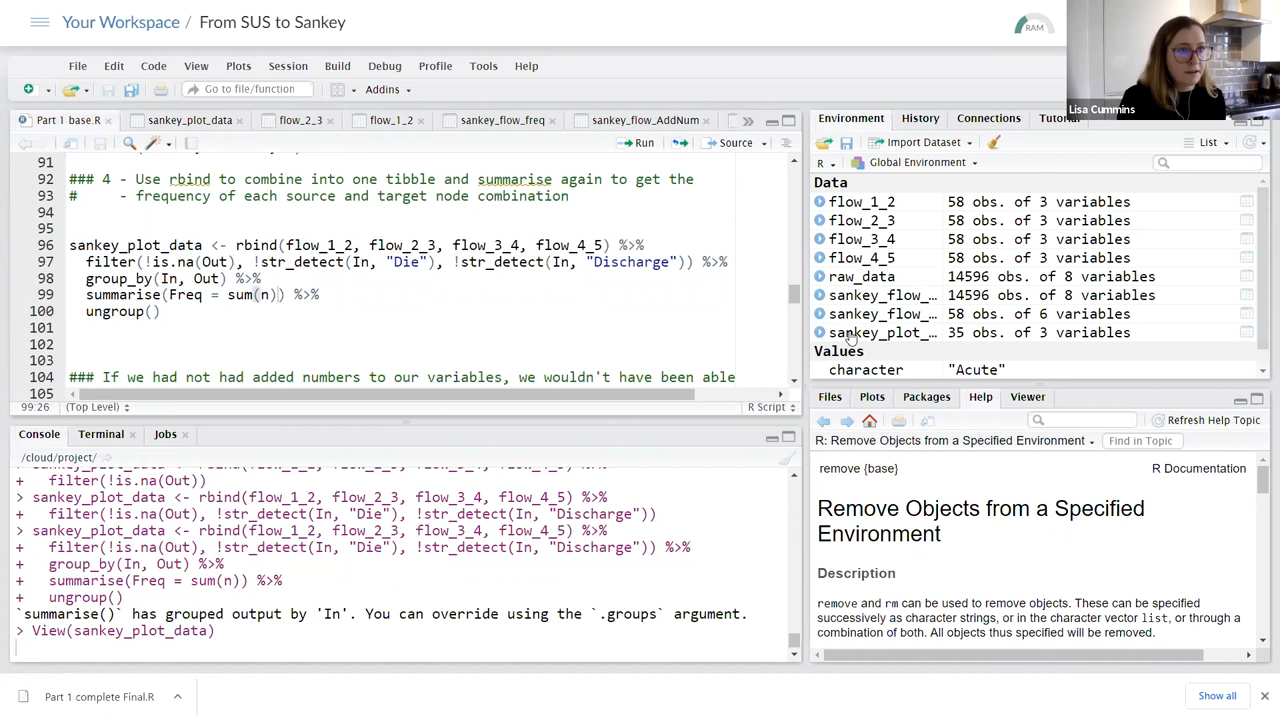 Your Workspace / From SUS to Sankey
RAM
Lisa Cummins
File Edit Code View Plots Session Build Debug Profile Tools Help
Go to file/function
Addins
Part 1 base.R
sankey_plot_data
flow_2_3
flow_1_2
sankey_flow_freq
sankey_flow_AddNum
Run
Source
91
92 ### 4 - Use rbind to combine into one tibble and summarise again to get the
93 # - frequency of each source and target node combination
94
95
96 sankey_plot_data <- rbind(flow_1_2, flow_2_3, flow_3_4, flow_4_5) %>%
97 filter(!is.na(Out), !str_detect(In, "Die"), !str_detect(In, "Discharge")) %>%
98 group_by(In, Out) %>%
99 summarise(Freq = sum(n)) %>%
100 ungroup()
101
102
103
104 ### If we had not had added numbers to our variables, we wouldn't have been able
105
99:26 (Top Level) R Script
Console Terminal Jobs
/cloud/project/
sankey_plot_data <- rbind(flow_1_2, flow_2_3, flow_3_4, flow_4_5) %>%
+ filter(!is.na(Out))
> sankey_plot_data <- rbind(flow_1_2, flow_2_3, flow_3_4, flow_4_5) %>%
+ filter(!is.na(Out), !str_detect(In, "Die"), !str_detect(In, "Discharge"))
> sankey_plot_data <- rbind(flow_1_2, flow_2_3, flow_3_4, flow_4_5) %>%
+ filter(!is.na(Out), !str_detect(In, "Die"), !str_detect(In, "Discharge")) %>%
+ group_by(In, Out) %>%
+ summarise(Freq = sum(n)) %>%
+ ungroup()
`summarise()` has grouped output by 'In'. You can override using the `.groups` argument.
> View(sankey_plot_data)
Environment History Connections
Import Dataset
List
R Global Environment
Data
flow_1_2 58 obs. of 3 variables
flow_2_3 58 obs. of 3 variables
flow_3_4 58 obs. of 3 variables
flow_4_5 58 obs. of 3 variables
raw_data 14596 obs. of 8 variables
sankey_flow_… 14596 obs. of 8 variables
sankey_flow_… 58 obs. of 6 variables
sankey_plot_… 35 obs. of 3 variables
Values
character "Acute"
Files Plots Packages Help Viewer
Refresh Help Topic
R: Remove Objects from a Specified Environment
Find in Topic
remove {base} R Documentation
Remove Objects from a Specified
Environment
Description
remove and rm can be used to remove objects. These can be specified
successively as character strings, or in the character vector list, or through a
combination of both. All objects thus specified will be removed.
Part 1 complete Final.R
Show all